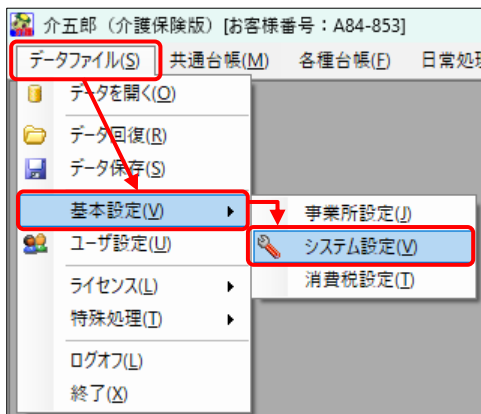 介五郎（介護保険版）[お客様番号：A84-853]
データファイル(S) 共通台帳(M) 各種台帳(F) 日常処理
データを開く(O)
データ回復(R)
データ保存(S)
基本設定(V)
事業所設定(J)
ユーザ設定(U)
システム設定(V)
ライセンス(L)
消費税設定(T)
特殊処理(T)
ログオフ(L)
終了(X)